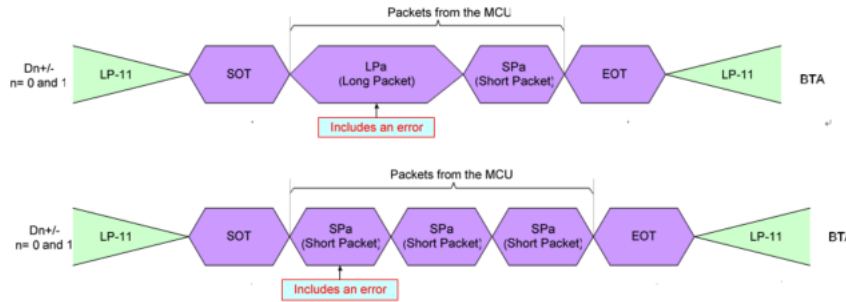 Packets from the MCU
Dn+/-
n= 0 and 1
LP-11
SOT
LPa
(Long Packet)
SPa
(Short Packet)
EOT
LP-11
BTA
Includes an error
Packets from the MCU
Dn+/-
n= 0 and 1
LP-11
SOT
SPa
(Short Packet)
SPa
(Short Packet)
SPa
(Short Packet)
EOT
LP-11
BT
Includes an error